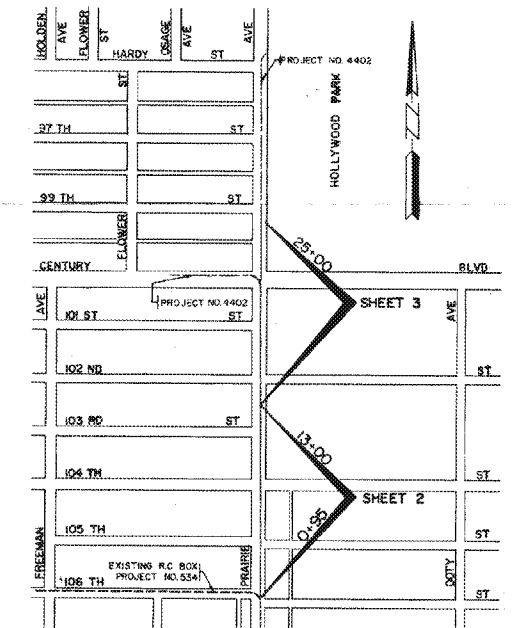 HOLDEN
AVE
FLOWER
ST
HARDY
OSAGE
AVE
ST
AVE
PROJECT NO. 4402
ST
HOLLYWOOD PARK
97 TH
ST
99 TH
ST
FLOWER
CENTURY
BLVD
25+00
PROJECT NO. 4402
SHEET 3
AVE
AVE
101 ST
ST
102 ND
ST
103 RD
ST
13+00
104 TH
ST
SHEET 2
0+95
105 TH
ST
FREEMAN
EXISTING R.C. BOX
PROJECT NO. 534
PRAIRIE
DOTY
106 TH
ST